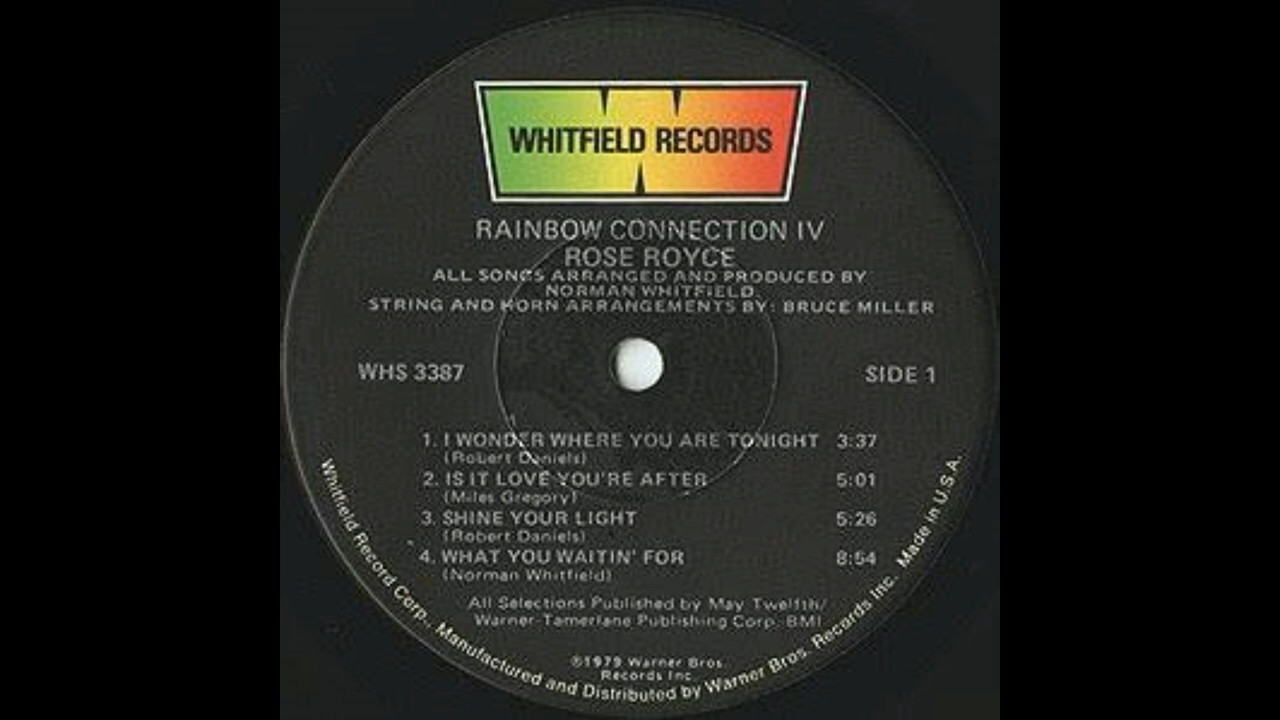 WHITFIELD RECORDS
RAINBOW CONNECTION IV
ROSE ROYCE
ALL SONGS ARRANGED AND PRODUCED BY
NORMAN WHITFIELD
STRING AND HORN ARRANGEMENTS BY: BRUCE MILLER
WHS 3387 SIDE 1
1. I WONDER WHERE YOU ARE TONIGHT 3:37
(Robert Daniels)
2. IS IT LOVE YOU'RE AFTER 5:01
(Miles Gregory)
3. SHINE YOUR LIGHT 5:26
(Robert Daniels)
4. WHAT YOU WAITIN' FOR 8:54
(Norman Whitfield)
All Selections Published by May Twelfth/
Warner-Tamerlane Publishing Corp. BMI
℗1979 Warner Bros.
Records Inc.
Whitfield Record Corp., Manufactured and Distributed by Warner Bros. Records Inc. Made in U.S.A.